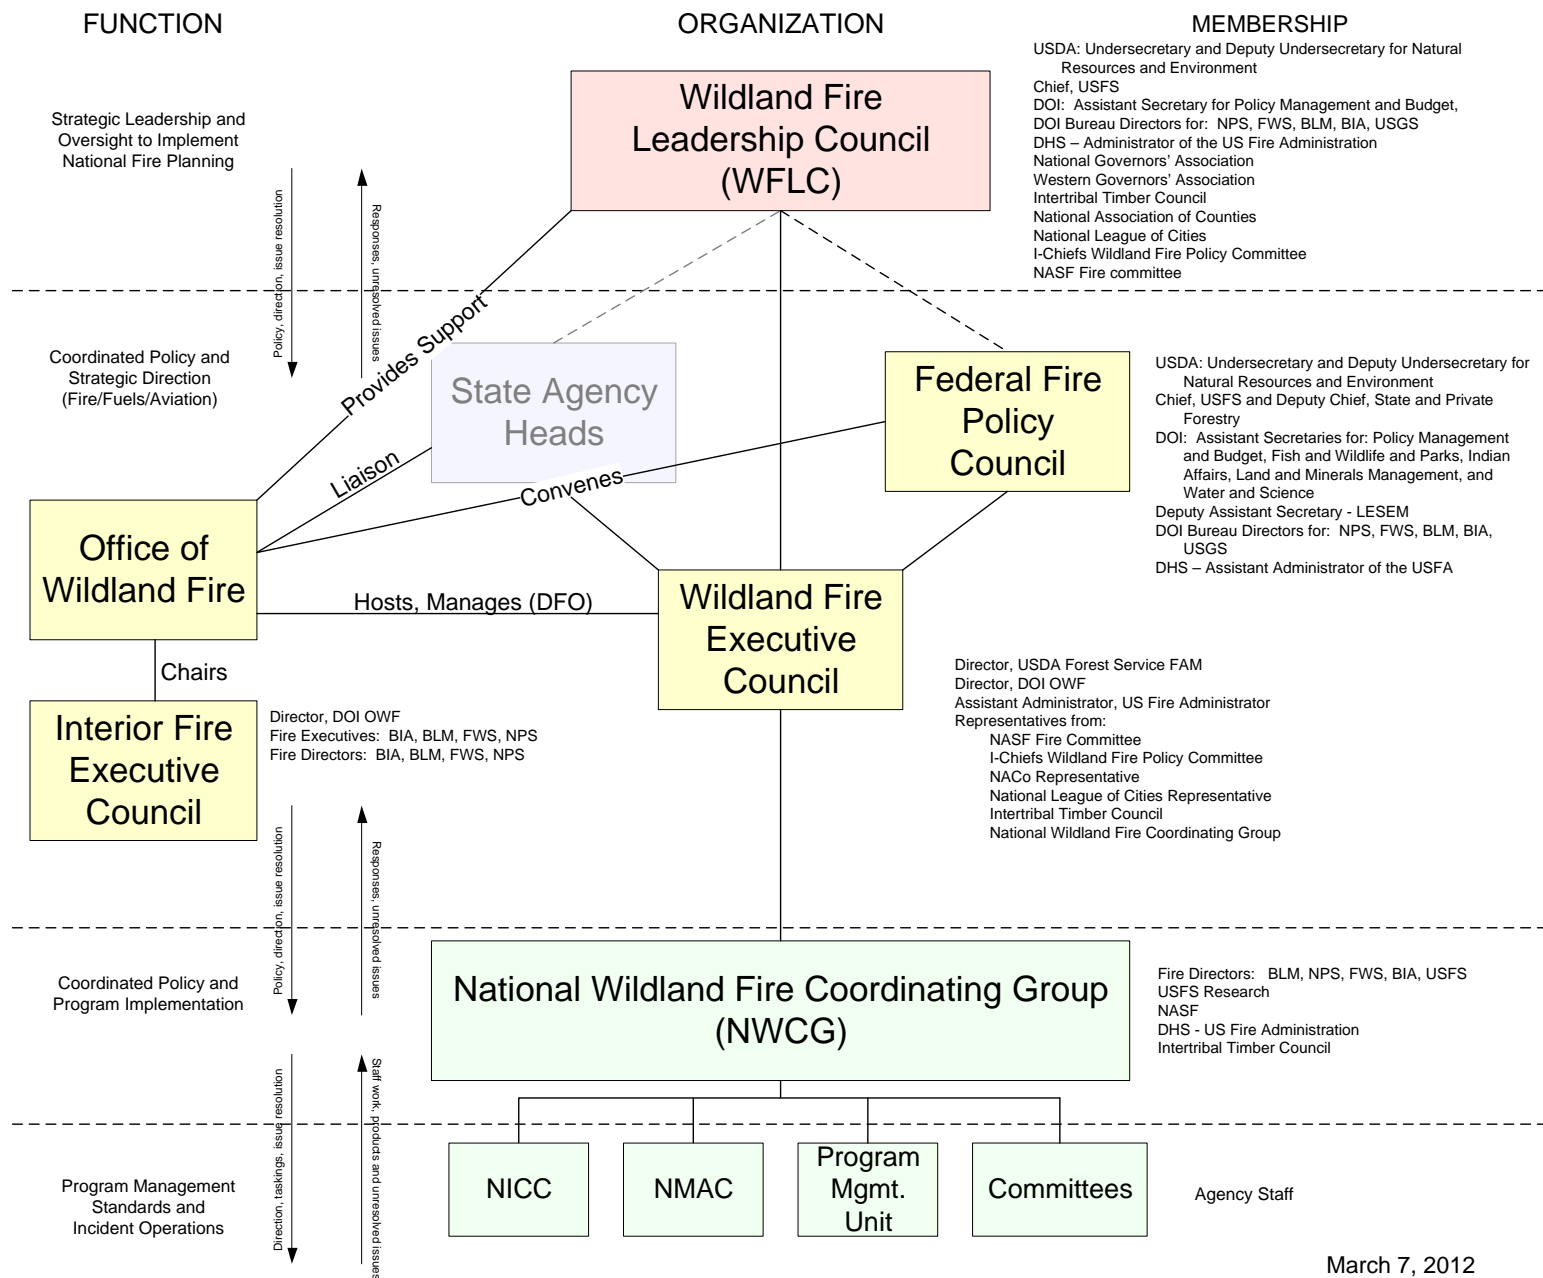 FUNCTION
ORGANIZATION
MEMBERSHIP
Strategic Leadership and
Oversight to Implement
National Fire Planning
Policy, direction, issue resolution
Responses, unresolved issues
Wildland Fire
Leadership Council
(WFLC)
USDA: Undersecretary and Deputy Undersecretary for Natural
Resources and Environment
Chief, USFS
DOI: Assistant Secretary for Policy Management and Budget,
DOI Bureau Directors for: NPS, FWS, BLM, BIA, USGS
DHS – Administrator of the US Fire Administration
National Governors' Association
Western Governors' Association
Intertribal Timber Council
National Association of Counties
National League of Cities
I-Chiefs Wildland Fire Policy Committee
NASF Fire committee
Coordinated Policy and
Strategic Direction
(Fire/Fuels/Aviation)
Provides Support
Liaison
Convenes
State Agency
Heads
Federal Fire
Policy
Council
USDA: Undersecretary and Deputy Undersecretary for
Natural Resources and Environment
Chief, USFS and Deputy Chief, State and Private
Forestry
DOI: Assistant Secretaries for: Policy Management
and Budget, Fish and Wildlife and Parks, Indian
Affairs, Land and Minerals Management, and
Water and Science
Deputy Assistant Secretary - LESEM
DOI Bureau Directors for: NPS, FWS, BLM, BIA,
USGS
DHS – Assistant Administrator of the USFA
Office of
Wildland Fire
Hosts, Manages (DFO)
Wildland Fire
Executive
Council
Chairs
Director, USDA Forest Service FAM
Director, DOI OWF
Assistant Administrator, US Fire Administrator
Representatives from:
NASF Fire Committee
I-Chiefs Wildland Fire Policy Committee
NACo Representative
National League of Cities Representative
Intertribal Timber Council
National Wildland Fire Coordinating Group
Interior Fire
Executive
Council
Director, DOI OWF
Fire Executives: BIA, BLM, FWS, NPS
Fire Directors: BIA, BLM, FWS, NPS
Policy, direction, issue resolution
Responses, unresolved issues
Coordinated Policy and
Program Implementation
National Wildland Fire Coordinating Group
(NWCG)
Fire Directors: BLM, NPS, FWS, BIA, USFS
USFS Research
NASF
DHS - US Fire Administration
Intertribal Timber Council
Direction, taskings, issue resolution
Staff work, products and unresolved issues
Program Management
Standards and
Incident Operations
NICC
NMAC
Program
Mgmt.
Unit
Committees
Agency Staff
March 7, 2012